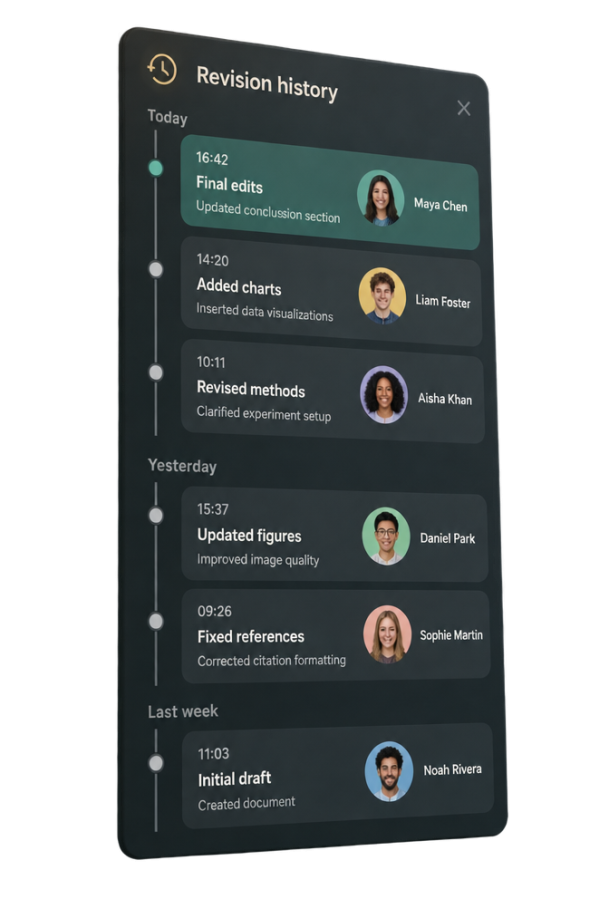 Revision history
Today
16:42
Final edits
Updated conclussion section
Maya Chen
14:20
Added charts
Inserted data visualizations
Liam Foster
10:11
Revised methods
Clarified experiment setup
Aisha Khan
Yesterday
15:37
Updated figures
Improved image quality
Daniel Park
09:26
Fixed references
Corrected citation formatting
Sophie Martin
Last week
11:03
Initial draft
Created document
Noah Rivera